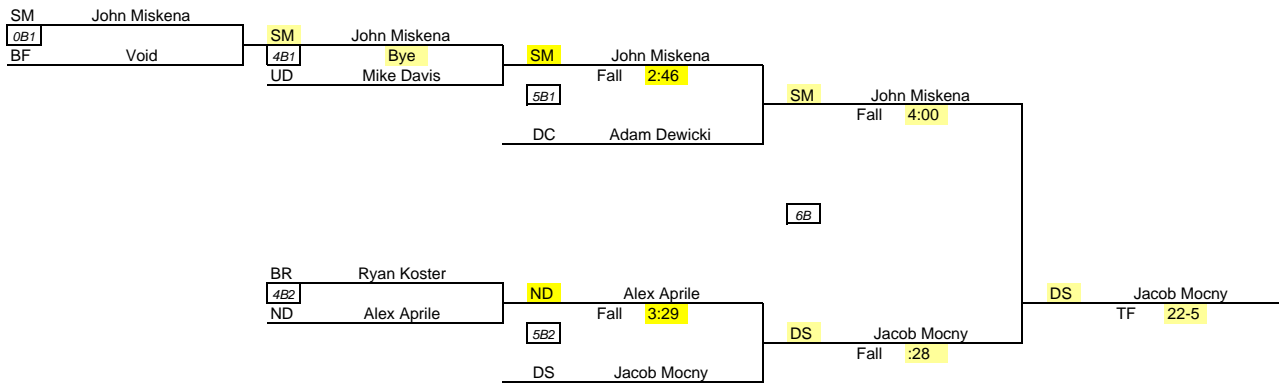 SM John Miskena
0B1
BF Void
SM John Miskena
4B1 Bye
UD Mike Davis
SM John Miskena
Fall 2:46
5B1
DC Adam Dewicki
SM John Miskena
Fall 4:00
6B
BR Ryan Koster
4B2
ND Alex Aprile
ND Alex Aprile
Fall 3:29
5B2
DS Jacob Mocny
DS Jacob Mocny
Fall :28
DS Jacob Mocny
TF 22-5